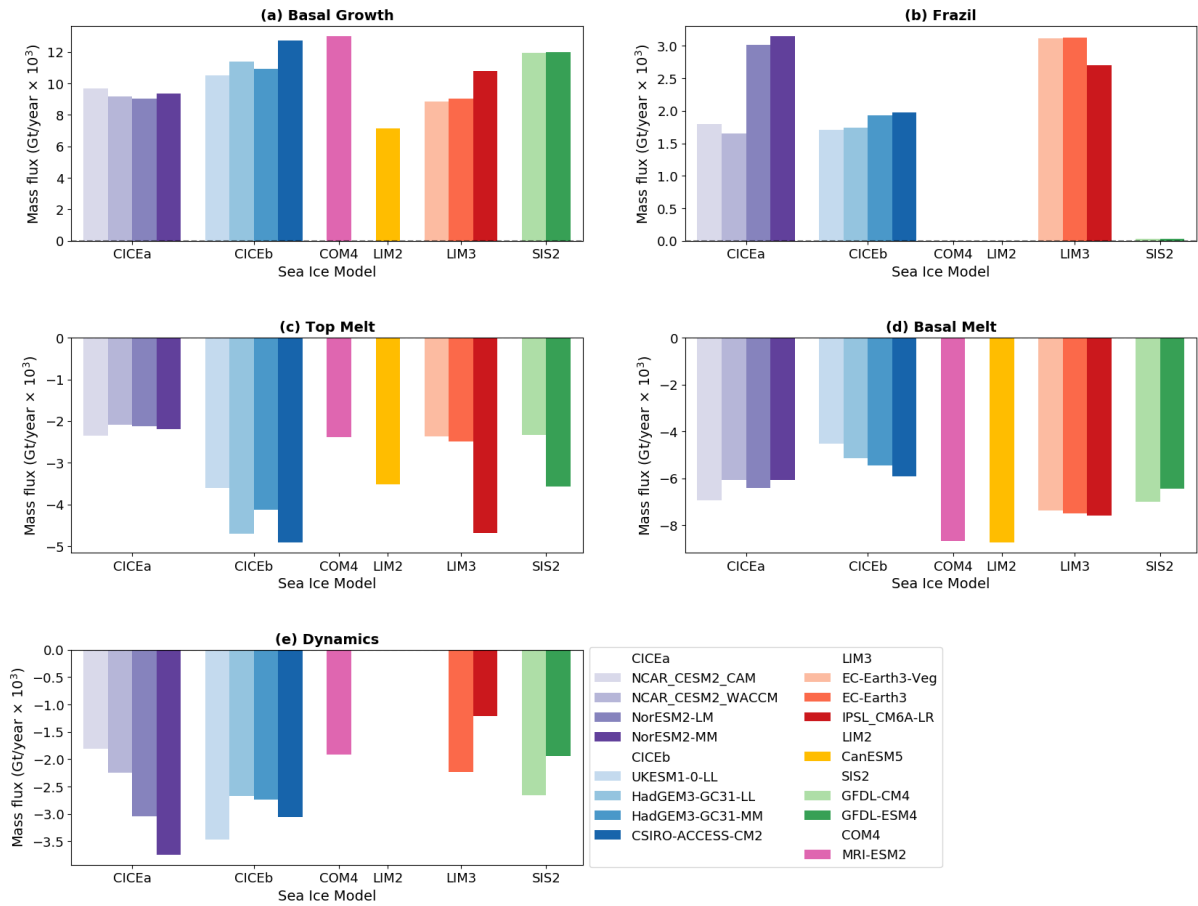 (a) Basal Growth
Mass flux (Gt/year × 10³)
12
10
8
6
4
2
0
CICEa CICEb COM4 LIM2 LIM3 SIS2
Sea Ice Model
(b) Frazil
Mass flux (Gt/year × 10³)
3.0
2.5
2.0
1.5
1.0
0.5
0.0
CICEa CICEb COM4 LIM2 LIM3 SIS2
Sea Ice Model
(c) Top Melt
Mass flux (Gt/year × 10³)
0
−1
−2
−3
−4
−5
CICEa CICEb COM4 LIM2 LIM3 SIS2
Sea Ice Model
(d) Basal Melt
Mass flux (Gt/year × 10³)
0
−2
−4
−6
−8
CICEa CICEb COM4 LIM2 LIM3 SIS2
Sea Ice Model
(e) Dynamics
Mass flux (Gt/year × 10³)
0.0
−0.5
−1.0
−1.5
−2.0
−2.5
−3.0
−3.5
CICEa CICEb COM4 LIM2 LIM3 SIS2
Sea Ice Model
CICEa
NCAR_CESM2_CAM
NCAR_CESM2_WACCM
NorESM2-LM
NorESM2-MM
CICEb
UKESM1-0-LL
HadGEM3-GC31-LL
HadGEM3-GC31-MM
CSIRO-ACCESS-CM2
LIM3
EC-Earth3-Veg
EC-Earth3
IPSL_CM6A-LR
LIM2
CanESM5
SIS2
GFDL-CM4
GFDL-ESM4
COM4
MRI-ESM2